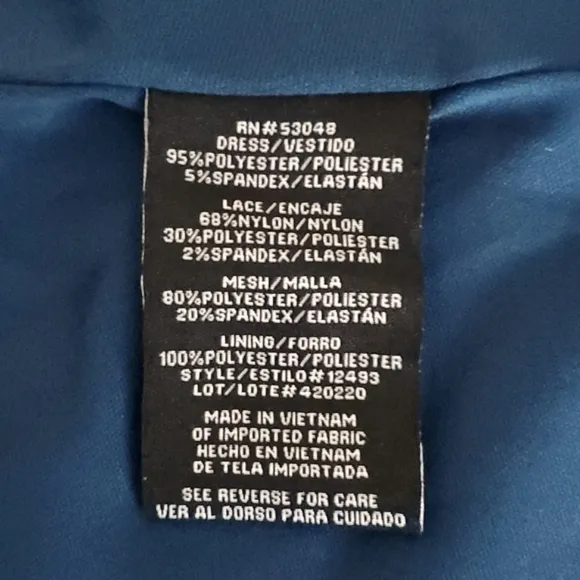 RN#53048
DRESS/VESTIDO
95%POLYESTER/POLIESTER
5%SPANDEX/ELASTÁN
LACE/ENCAJE
68%NYLON/NYLON
30%POLYESTER/POLIESTER
2%SPANDEX/ELASTÁN
MESH/MALLA
80%POLYESTER/POLIESTER
20%SPANDEX/ELASTÁN
LINING/FORRO
100%POLYESTER/POLIESTER
STYLE/ESTILO#12493
LOT/LOTE#420220
MADE IN VIETNAM
OF IMPORTED FABRIC
HECHO EN VIETNAM
DE TELA IMPORTADA
SEE REVERSE FOR CARE
VER AL DORSO PARA CUIDADO